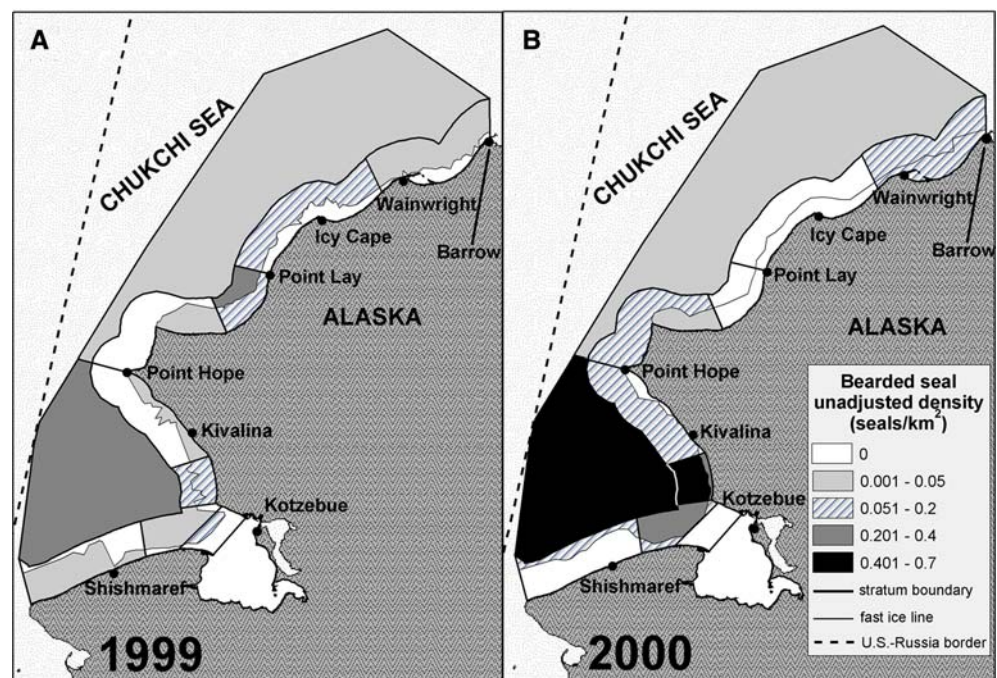 A
CHUKCHI SEA
Wainwright
Icy Cape
Barrow
Point Lay
ALASKA
Point Hope
Kivalina
Kotzebue
Shishmaref
1999
B
CHUKCHI SEA
Wainwright
Icy Cape
Barrow
Point Lay
ALASKA
Point Hope
Kivalina
Kotzebue
Shishmaref
2000
Bearded seal
unadjusted density
(seals/km²)
0
0.001 - 0.05
0.051 - 0.2
0.201 - 0.4
0.401 - 0.7
stratum boundary
fast ice line
U.S.-Russia border